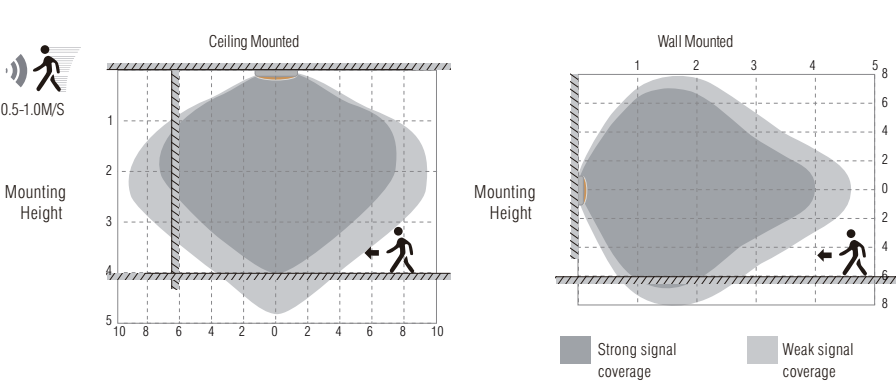 Ceiling Mounted
0.5-1.0M/S
1
2
3
4
5
Mounting
Height
10 8 6 4 2 0 2 4 6 8 10
Wall Mounted
1 2 3 4 5
8
6
4
2
0
2
4
6
8
Mounting
Height
Strong signal
coverage
Weak signal
coverage